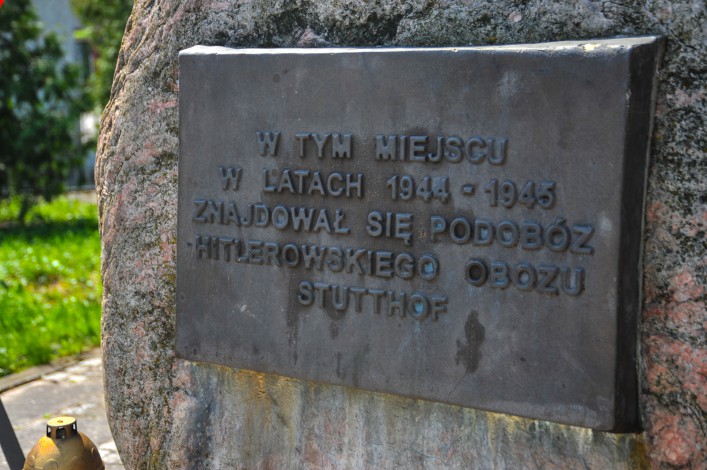 W TYM MIEJSCU
W LATACH 1944 - 1945
ZNAJDOWAŁ SIĘ PODOBÓZ
HITLEROWSKIEGO OBOZU
STUTTHOF